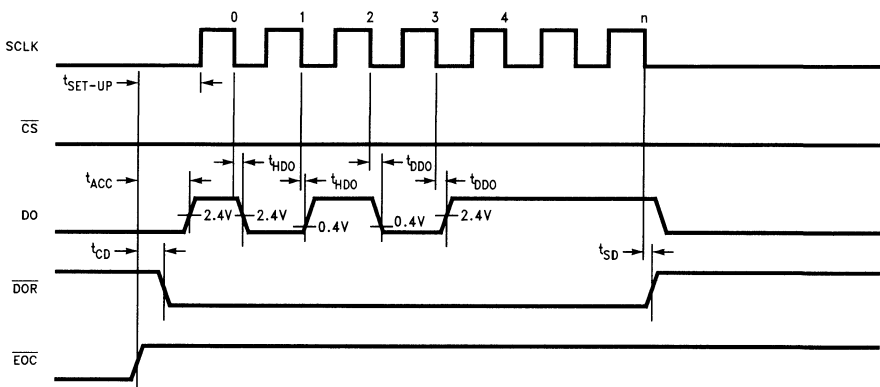 0 1 2 3 4 n
SCLK
tSET-UP
CS
tHDO tDDO
tACC tHDO tDDO
DO 2.4V 2.4V 0.4V 0.4V 2.4V
tCD tSD
DOR
EOC